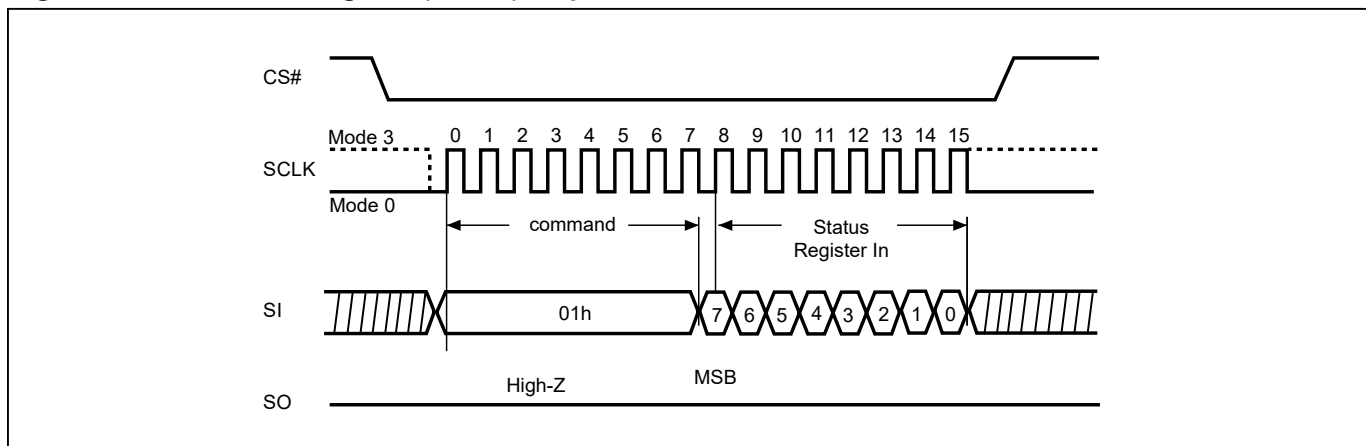 CS#
Mode 3
0 1 2 3 4 5 6 7 8 9 10 11 12 13 14 15
SCLK
Mode 0
command
Status
Register In
SI
01h
7 6 5 4 3 2 1 0
High-Z
MSB
SO